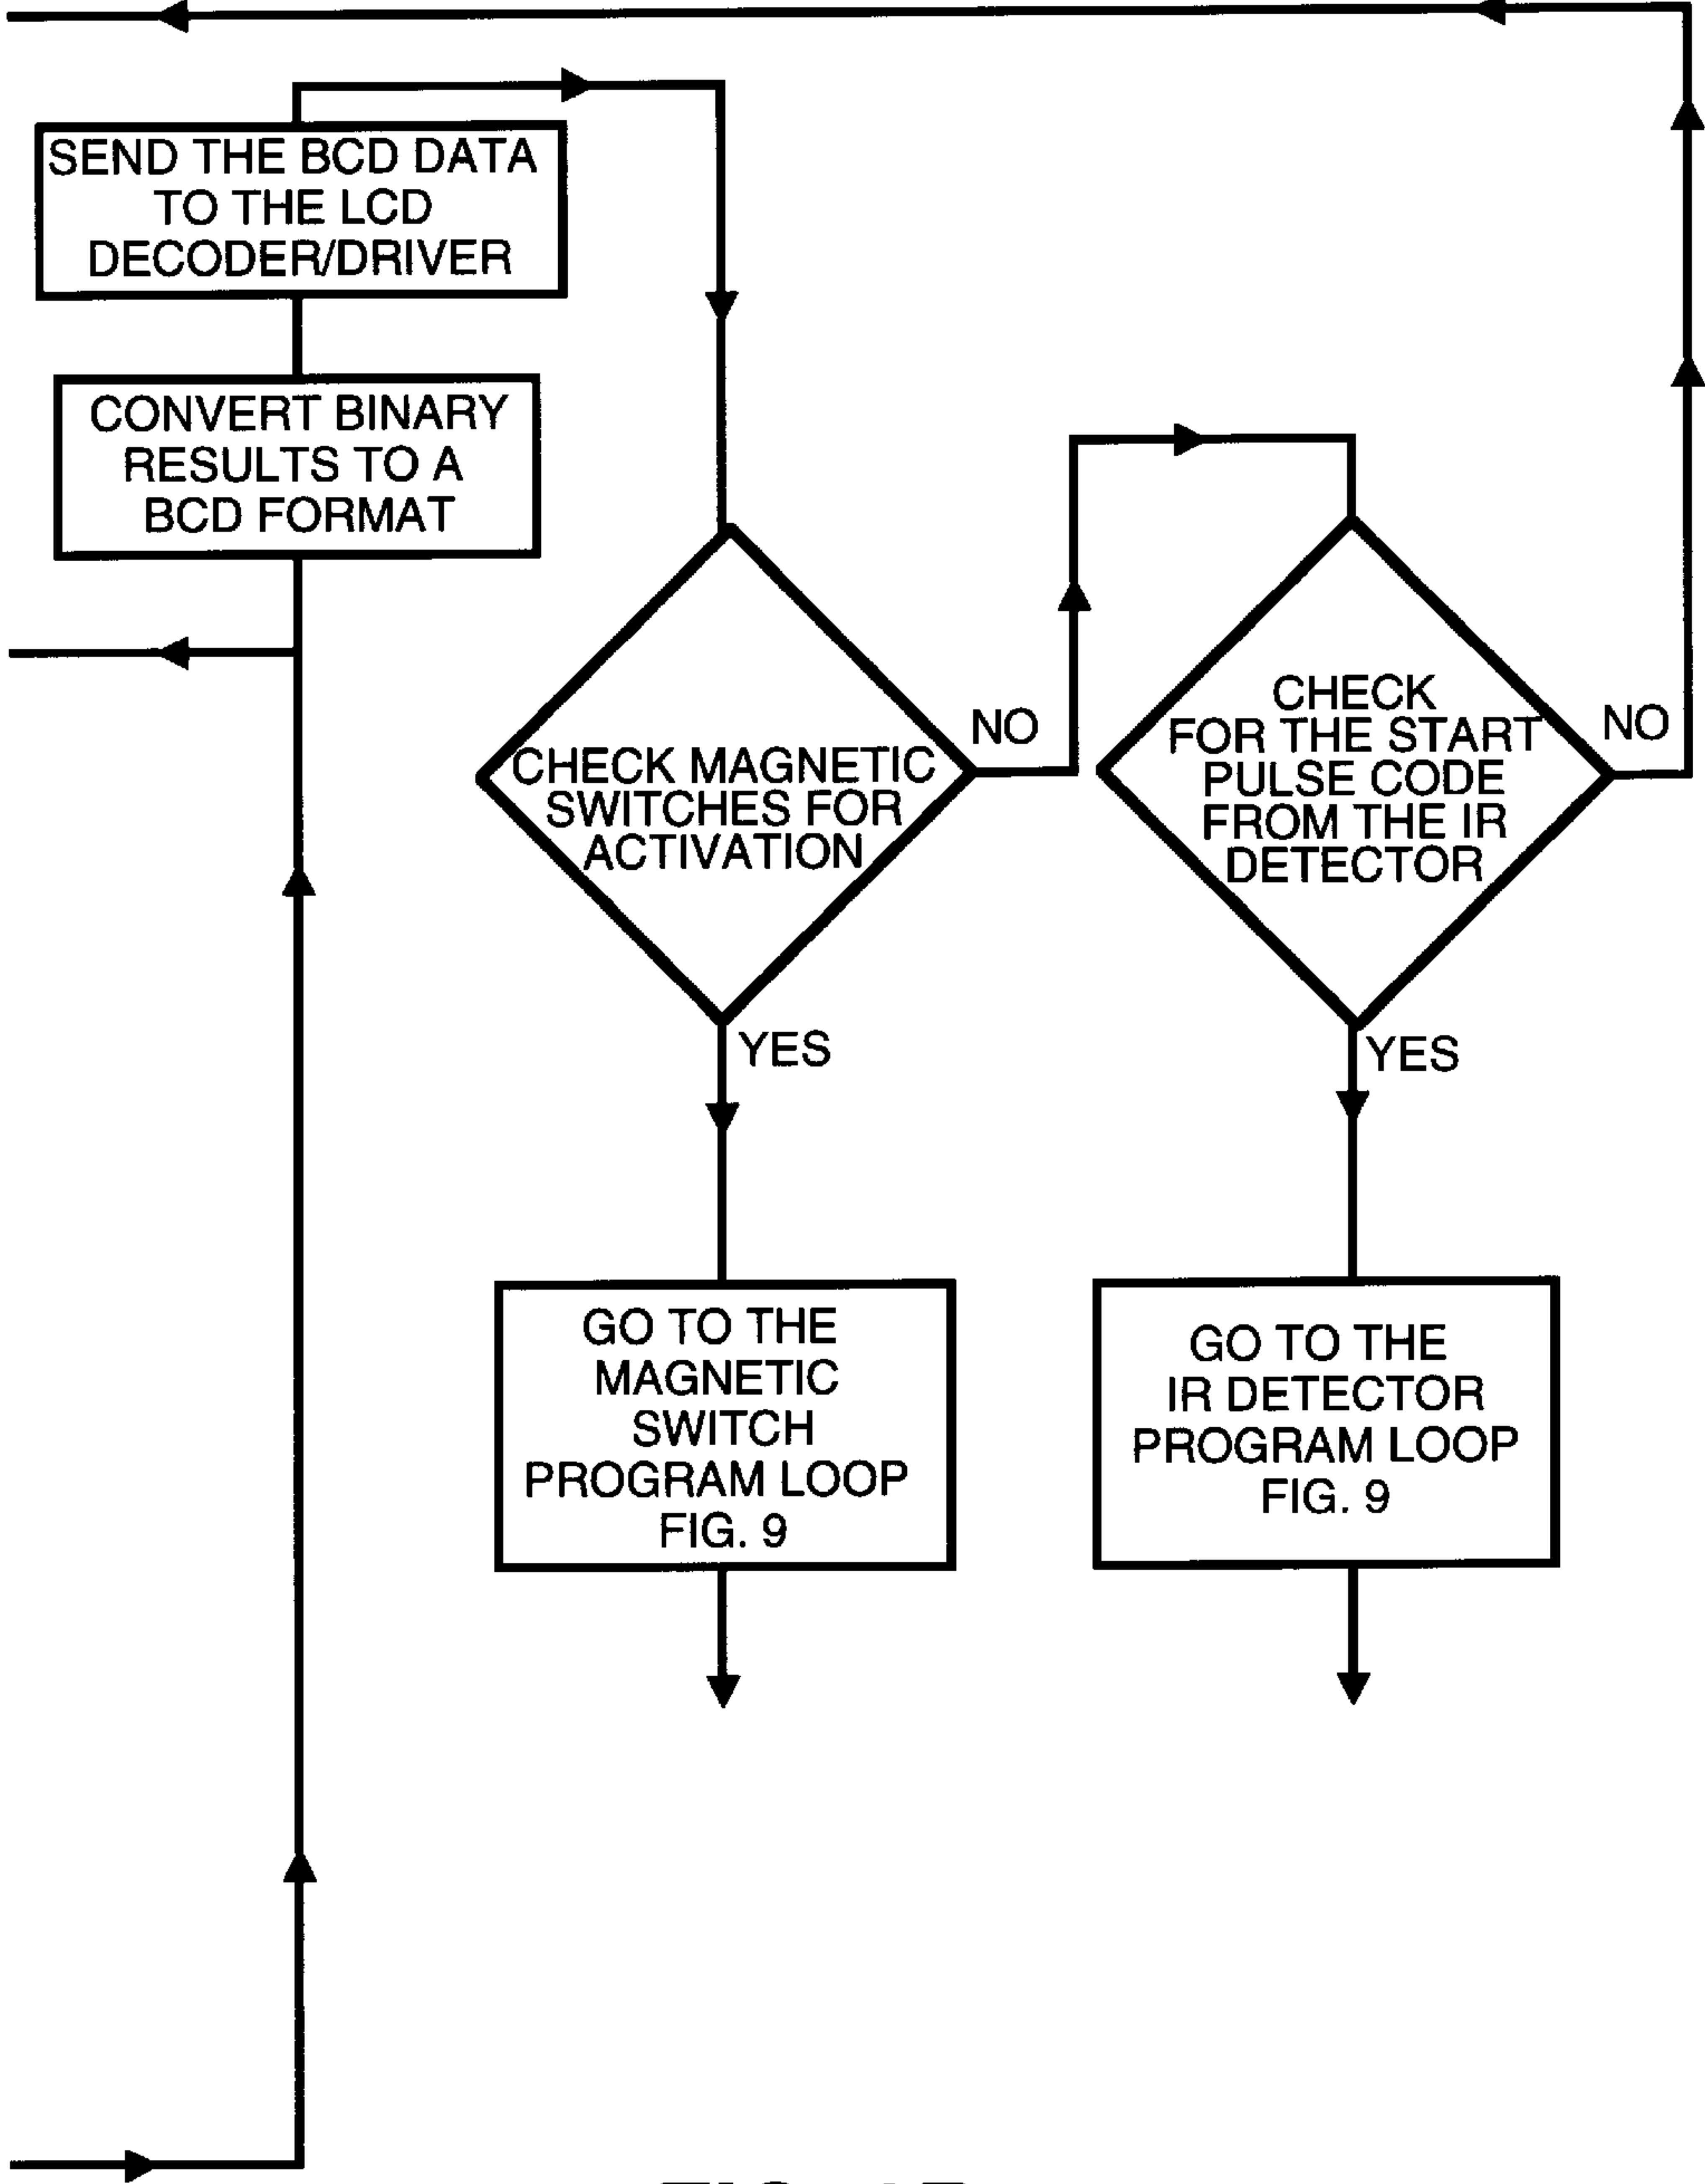 SEND THE BCD DATA
TO THE LCD
DECODER/DRIVER
CONVERT BINARY
RESULTS TO A
BCD FORMAT
CHECK MAGNETIC
SWITCHES FOR
ACTIVATION
NO
YES
CHECK
FOR THE START
PULSE CODE
FROM THE IR
DETECTOR
NO
YES
GO TO THE
MAGNETIC
SWITCH
PROGRAM LOOP
FIG. 9
GO TO THE
IR DETECTOR
PROGRAM LOOP
FIG. 9